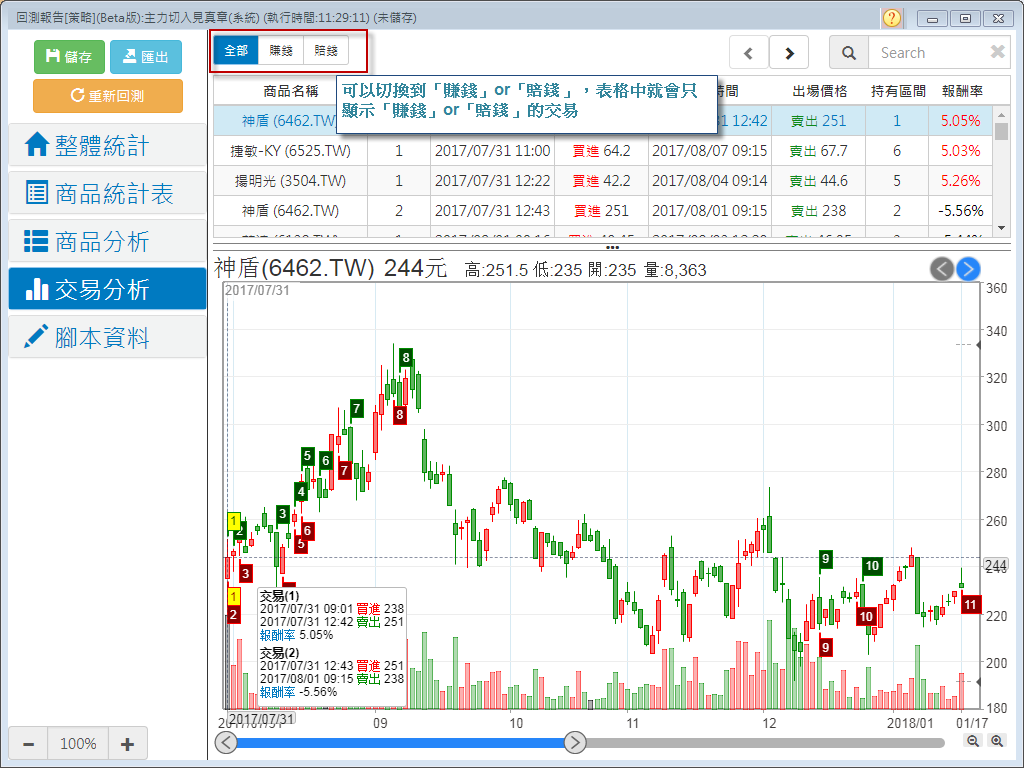 回測報告[策略](Beta版):主力切入見真章(系統) (執行時間:11:29:11) (未儲存)
?
儲存
匯出
重新回測
整體統計
商品統計表
商品分析
交易分析
腳本資料
100%
全部 賺錢 賠錢
Search
可以切換到「賺錢」or「賠錢」，表格中就會只
顯示「賺錢」or「賠錢」的交易
商品名稱 時間 出場價格 持有區間 報酬率
神盾 (6462.TW) 31 12:42 賣出 251 1 5.05%
捷敏-KY (6525.TW) 1 2017/07/31 11:00 買進 64.2 2017/08/07 09:15 賣出 67.7 6 5.03%
揚明光 (3504.TW) 1 2017/07/31 12:22 買進 42.2 2017/08/04 09:14 賣出 44.6 5 5.26%
神盾 (6462.TW) 2 2017/07/31 12:43 買進 251 2017/08/01 09:15 賣出 238 2 -5.56%
神盾(6462.TW) 244元 高:251.5 低:235 開:235 量:8,363
2017/07/31
360
340
320
300
280
260
244
220
200
180
8
8
7
7
5
6
4
3
6
5
1
2
3
1
2
9
10
10
9
11
交易(1)
2017/07/31 09:01 買進 238
2017/07/31 12:42 賣出 251
報酬率 5.05%
交易(2)
2017/07/31 12:43 買進 251
2017/08/01 09:15 賣出 238
報酬率 -5.56%
2017/07/31 09 10 11 12 2018/01 01/17